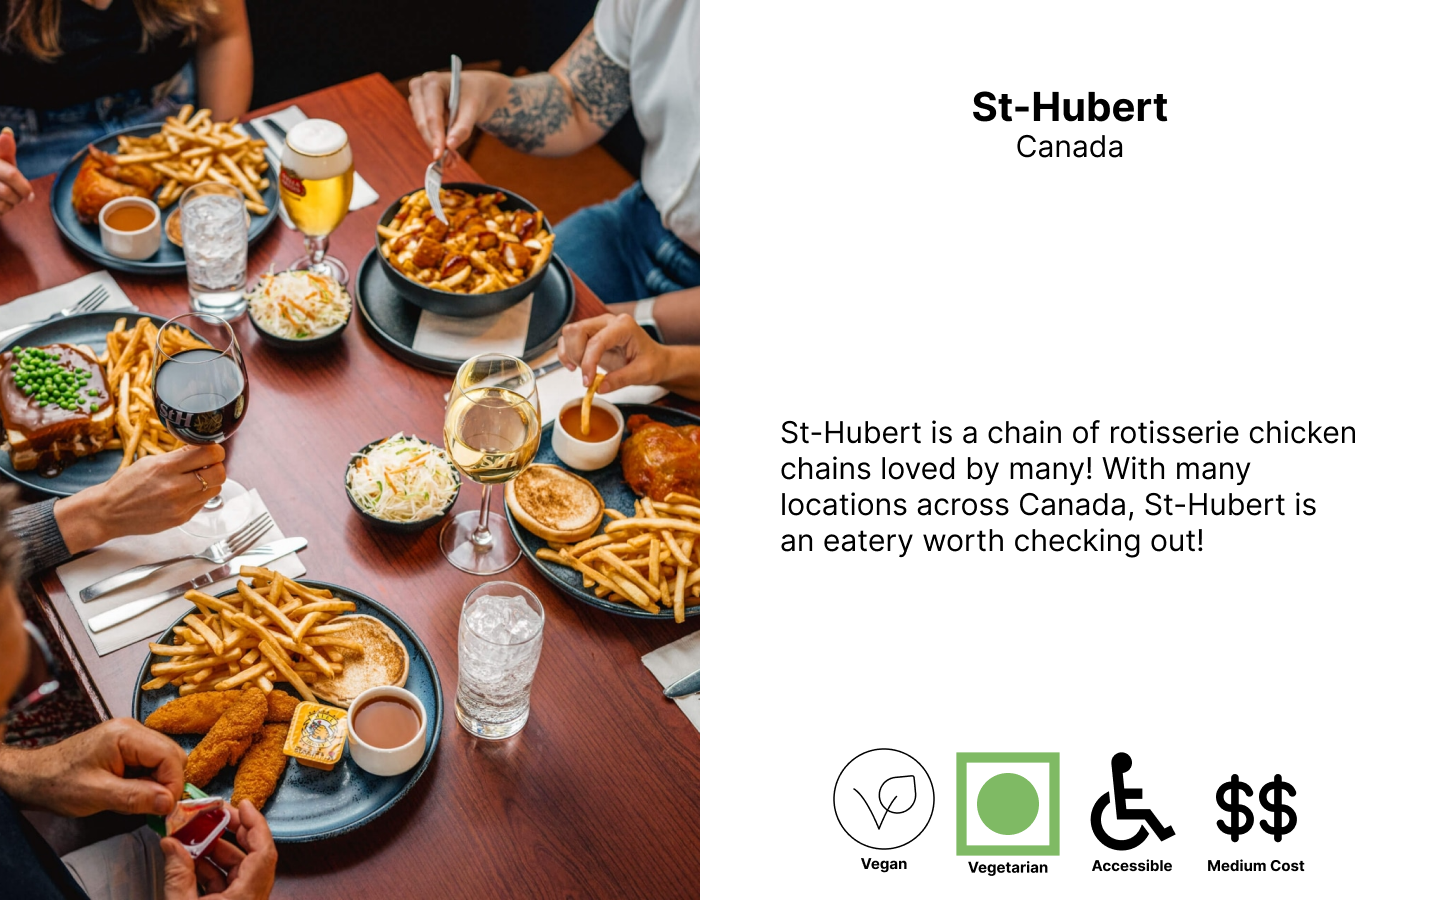 St-Hubert
Canada
St-Hubert is a chain of rotisserie chicken
chains loved by many! With many
locations across Canada, St-Hubert is
an eatery worth checking out!
$$
Vegan
Vegetarian
Accessible
Medium Cost
StH